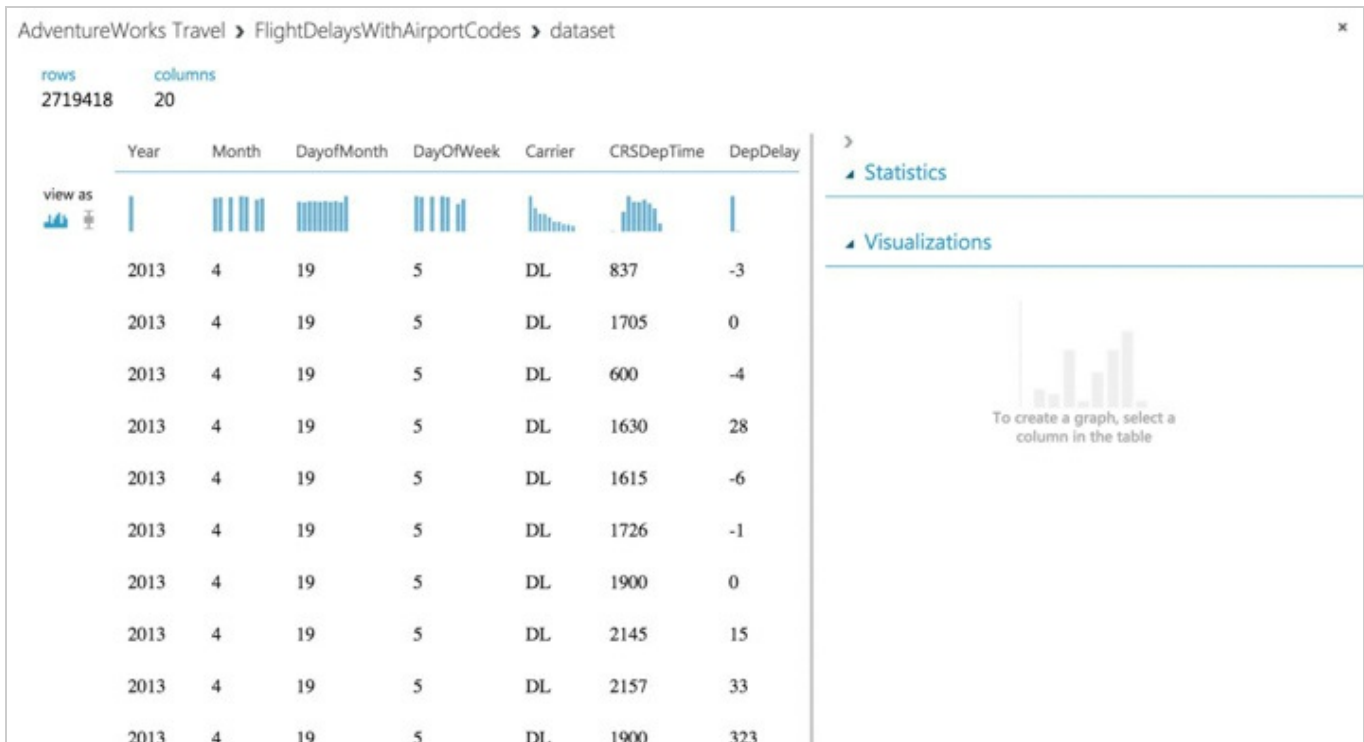 AdventureWorks Travel > FlightDelaysWithAirportCodes > dataset
rows columns
2719418 20
Year Month DayofMonth DayOfWeek Carrier CRSDepTime DepDelay
view as
2013 4 19 5 DL 837 -3
2013 4 19 5 DL 1705 0
2013 4 19 5 DL 600 -4
2013 4 19 5 DL 1630 28
2013 4 19 5 DL 1615 -6
2013 4 19 5 DL 1726 -1
2013 4 19 5 DL 1900 0
2013 4 19 5 DL 2145 15
2013 4 19 5 DL 2157 33
2013 4 19 5 DL 1900 323
Statistics
Visualizations
To create a graph, select a
column in the table